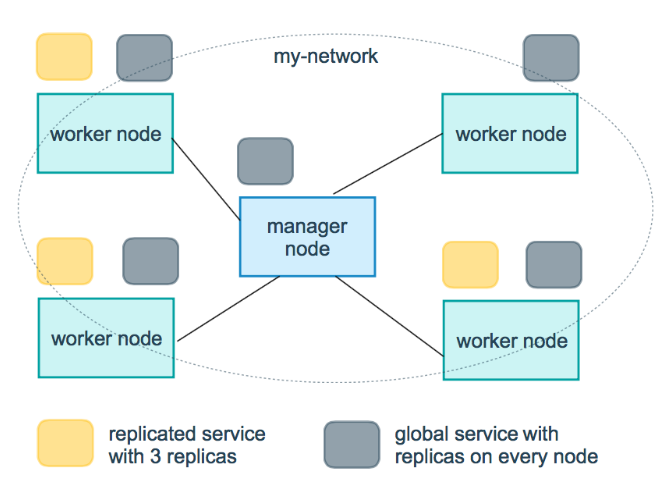 my-network
worker node
worker node
manager
node
worker node
worker node
replicated service
with 3 replicas
global service with
replicas on every node